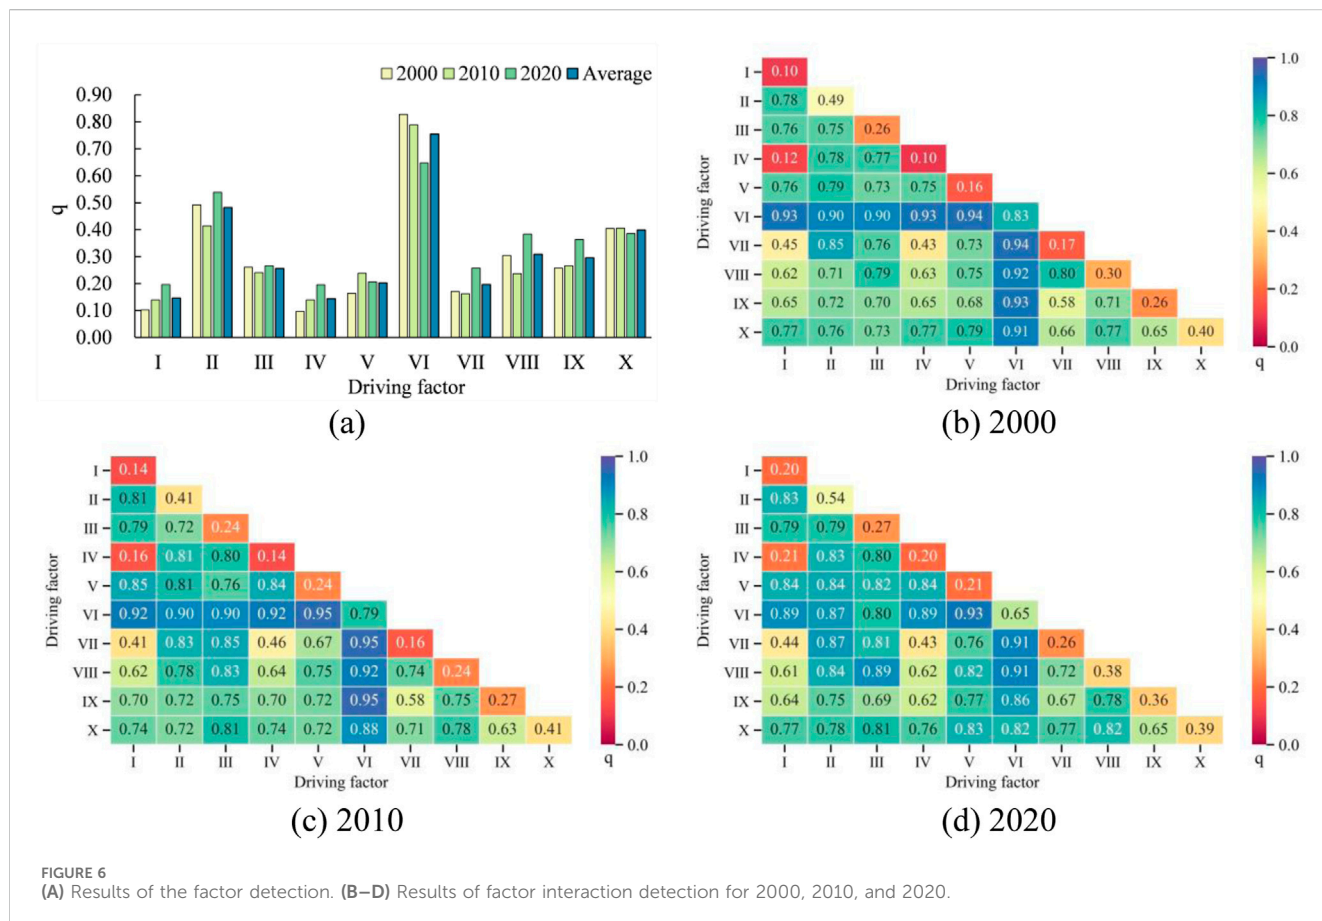 2000 2010 2020 Average
0.90
0.80
0.70
0.60
0.50
0.40
0.30
0.20
0.10
0.00
q
I II III IV V VI VII VIII IX X
Driving factor
(a)
Driving factor
I 0.10
II 0.78 0.49
III 0.76 0.75 0.26
IV 0.12 0.78 0.77 0.10
V 0.76 0.79 0.73 0.75 0.16
VI 0.93 0.90 0.90 0.93 0.94 0.83
VII 0.45 0.85 0.76 0.43 0.73 0.94 0.17
VIII 0.62 0.71 0.79 0.63 0.75 0.92 0.80 0.30
IX 0.65 0.72 0.70 0.65 0.68 0.93 0.58 0.71 0.26
X 0.77 0.76 0.73 0.77 0.79 0.91 0.66 0.77 0.65 0.40
I II III IV V VI VII VIII IX X
Driving factor
1.0
0.8
0.6
0.4
0.2
0.0
q
(b) 2000
Driving factor
I 0.14
II 0.81 0.41
III 0.79 0.72 0.24
IV 0.16 0.81 0.80 0.14
V 0.85 0.81 0.76 0.84 0.24
VI 0.92 0.90 0.90 0.92 0.95 0.79
VII 0.41 0.83 0.85 0.46 0.67 0.95 0.16
VIII 0.62 0.78 0.83 0.64 0.75 0.92 0.74 0.24
IX 0.70 0.72 0.75 0.70 0.72 0.95 0.58 0.75 0.27
X 0.74 0.72 0.81 0.74 0.72 0.88 0.71 0.78 0.63 0.41
I II III IV V VI VII VIII IX X
Driving factor
1.0
0.8
0.6
0.4
0.2
0.0
q
(c) 2010
Driving factor
I 0.20
II 0.83 0.54
III 0.79 0.79 0.27
IV 0.21 0.83 0.80 0.20
V 0.84 0.84 0.82 0.84 0.21
VI 0.89 0.87 0.80 0.89 0.93 0.65
VII 0.44 0.87 0.81 0.43 0.76 0.91 0.26
VIII 0.61 0.84 0.89 0.62 0.82 0.91 0.72 0.38
IX 0.64 0.75 0.69 0.62 0.77 0.86 0.67 0.78 0.36
X 0.77 0.78 0.81 0.76 0.83 0.82 0.77 0.82 0.65 0.39
I II III IV V VI VII VIII IX X
Driving factor
1.0
0.8
0.6
0.4
0.2
0.0
q
(d) 2020
FIGURE 6
(A) Results of the factor detection. (B–D) Results of factor interaction detection for 2000, 2010, and 2020.